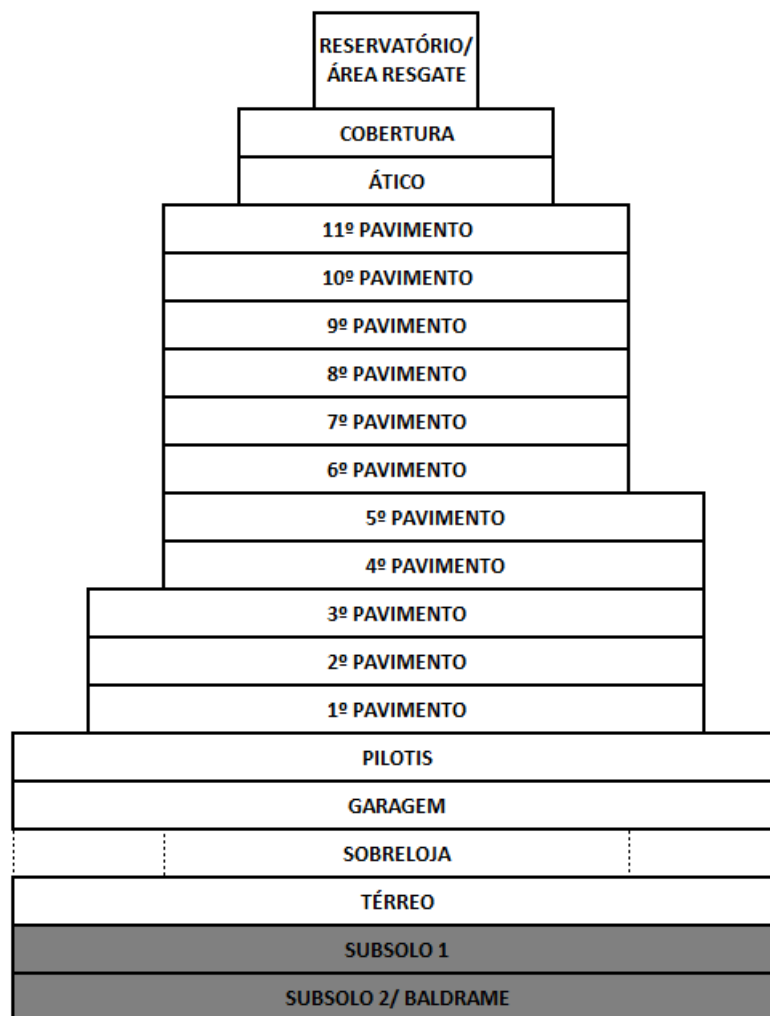 RESERVATÓRIO/
ÁREA RESGATE
COBERTURA
ÁTICO
11º PAVIMENTO
10º PAVIMENTO
9º PAVIMENTO
8º PAVIMENTO
7º PAVIMENTO
6º PAVIMENTO
5º PAVIMENTO
4º PAVIMENTO
3º PAVIMENTO
2º PAVIMENTO
1º PAVIMENTO
PILOTIS
GARAGEM
SOBRELOJA
TÉRREO
SUBSOLO 1
SUBSOLO 2/ BALDRAME